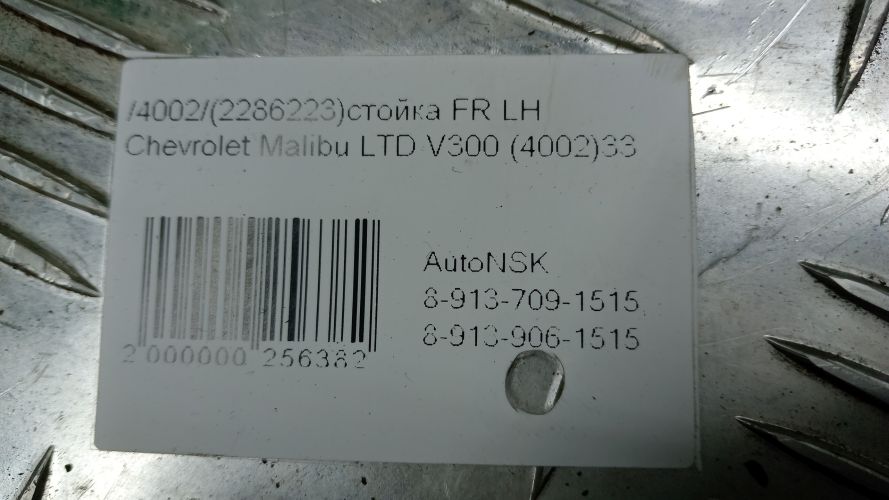 /4002/(2286223)стойка FR LH
Chevrolet Malibu LTD V300 (4002)33
AutoNSK
8-913-709-1515
8-913-906-1515
2 000000 256382